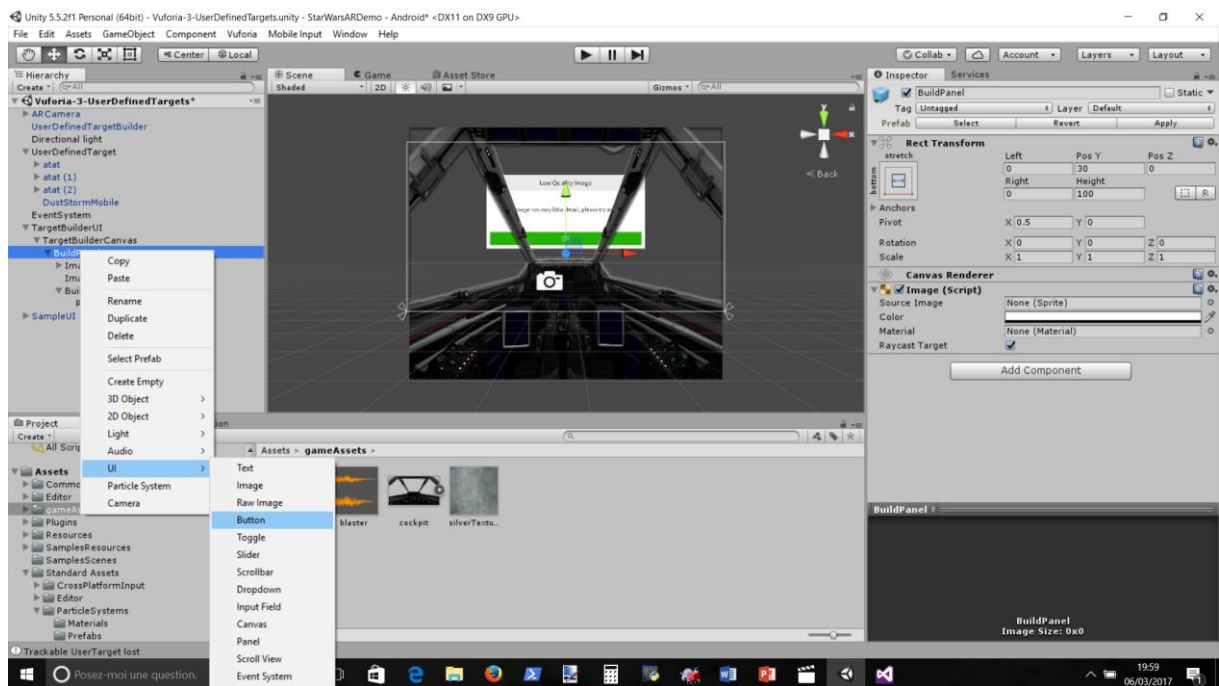 Unity 5.5.2f1 Personal (64bit) - Vuforia-3-UserDefinedTargets.unity - StarWarsARDemo - Android* <DX11 on DX9 GPU>
File Edit Assets GameObject Component Vuforia Mobile Input Window Help
Center Local Collab Account Layers Layout
Hierarchy
Create All
Vuforia-3-UserDefinedTargets*
ARCamera
UserDefinedTargetBuilder
Directional light
UserDefinedTarget
atat
atat (1)
atat (2)
DustStormMobile
EventSystem
TargetBuilderUI
TargetBuilderCanvas
SampleUI
Copy
Paste
Rename
Duplicate
Delete
Select Prefab
Create Empty
3D Object
2D Object
Light
Audio
UI
Particle System
Camera
Text
Image
Raw Image
Button
Toggle
Slider
Scrollbar
Dropdown
Input Field
Canvas
Panel
Scroll View
Event System
Scene Game Asset Store
Shaded 2D Gizmos All
Back
Low Quality Image
OK
Inspector Services
BuildPanel Static
Tag Untagged Layer Default
Prefab Select Revert Apply
Rect Transform
stretch Left Pos Y Pos Z
bottom 0 30 0
Right Height
0 100 R
Anchors
Pivot X 0.5 Y 0
Rotation X 0 Y 0 Z 0
Scale X 1 Y 1 Z 1
Canvas Renderer
Image (Script)
Source Image None (Sprite)
Color
Material None (Material)
Raycast Target
Add Component
Project
Create
Assets
Editor
Plugins
Resources
SamplesResources
SamplesScenes
Standard Assets
CrossPlatformInput
Editor
ParticleSystems
Materials
Prefabs
Assets gameAssets
blaster cockpit silverTextu...
BuildPanel
BuildPanel
Image Size: 0x0
Trackable UserTarget lost
Posez-moi une question.
19:59
06/03/2017